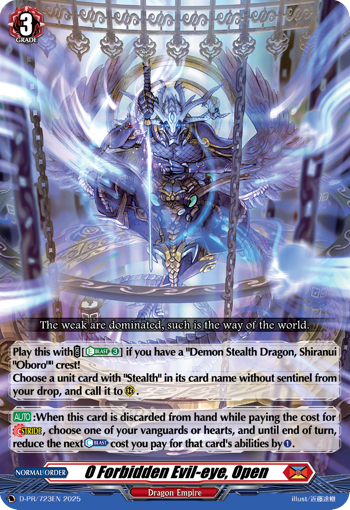 3
GRADE
The weak are dominated, such is the way of the world.
Play this with [C BLAST 3] if you have a "Demon Stealth Dragon, Shiranui
"Oboro"" crest!
Choose a unit card with "Stealth" in its card name without sentinel from
your drop, and call it to R.
AUTO:When this card is discarded from hand while paying the cost for
STRIDE, choose one of your vanguards or hearts, and until end of turn,
reduce the next C BLAST cost you pay for that card's abilities by 1.
NORMAL ORDER
O Forbidden Evil-eye, Open
Dragon Empire
D-PR/723EN 2025
illust/近藤達帽